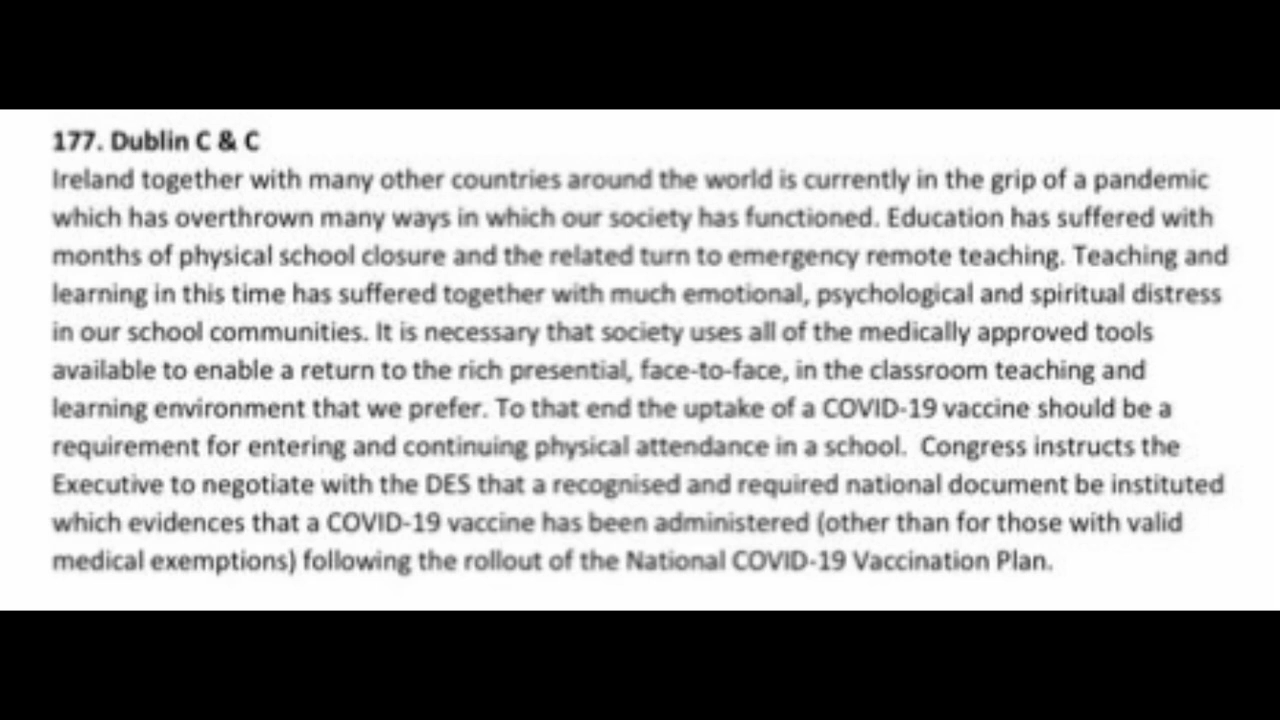 177. Dublin C & C
Ireland together with many other countries around the world is currently in the grip of a pandemic
which has overthrown many ways in which our society has functioned. Education has suffered with
months of physical school closure and the related turn to emergency remote teaching. Teaching and
learning in this time has suffered together with much emotional, psychological and spiritual distress
in our school communities. It is necessary that society uses all of the medically approved tools
available to enable a return to the rich presential, face-to-face, in the classroom teaching and
learning environment that we prefer. To that end the uptake of a COVID-19 vaccine should be a
requirement for entering and continuing physical attendance in a school.  Congress instructs the
Executive to negotiate with the DES that a recognised and required national document be instituted
which evidences that a COVID-19 vaccine has been administered (other than for those with valid
medical exemptions) following the rollout of the National COVID-19 Vaccination Plan.